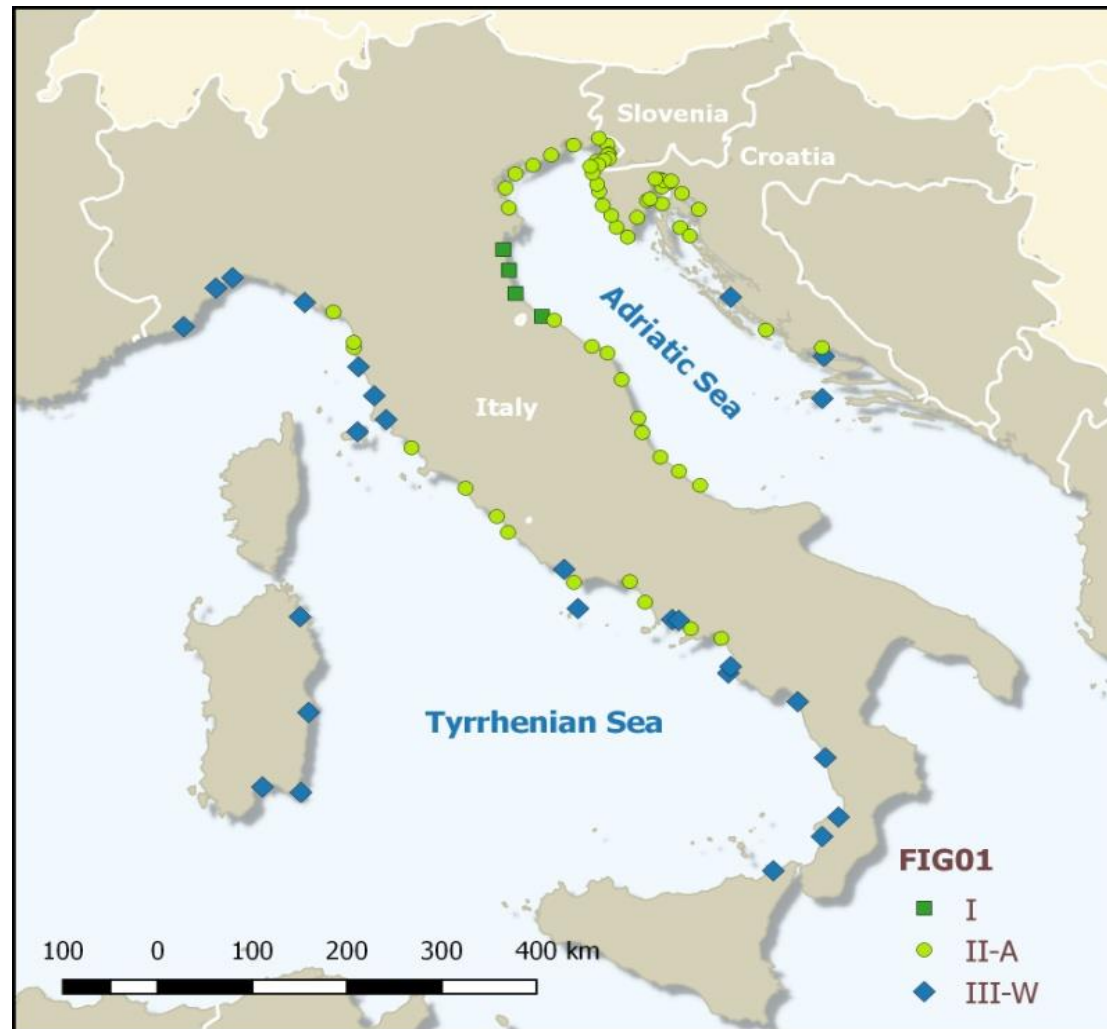 Slovenia
Croatia
Adriatic Sea
Italy
Tyrrhenian Sea
FIG01
I
II-A
III-W
100 0 100 200 300 400 km